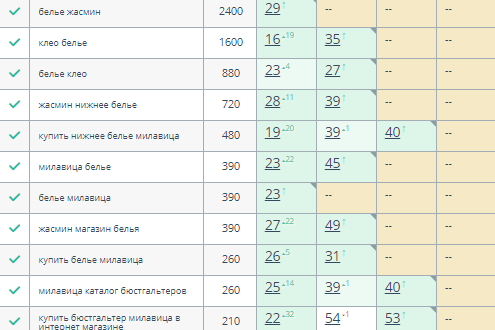 белье жасмин 2400 29↑ -- -- --
клео белье 1600 16▲19 35↑ -- --
белье клео 880 23▲4 27↑ -- --
жасмин нижнее белье 720 28▲11 39↑ -- --
купить нижнее белье милавица 480 19▲20 39▲1 40↑ --
милавица белье 390 23▲22 45↑ -- --
белье милавица 390 23↑ -- -- --
жасмин магазин белья 390 27▲22 49↑ -- --
купить белье милавица 260 26▲5 31↑ -- --
милавица каталог бюстгальтеров 260 25▲14 39▲1 40↑ --
купить бюстгальтер милавица в 210 22▲32 54▲1 53↑ --
интернет магазине